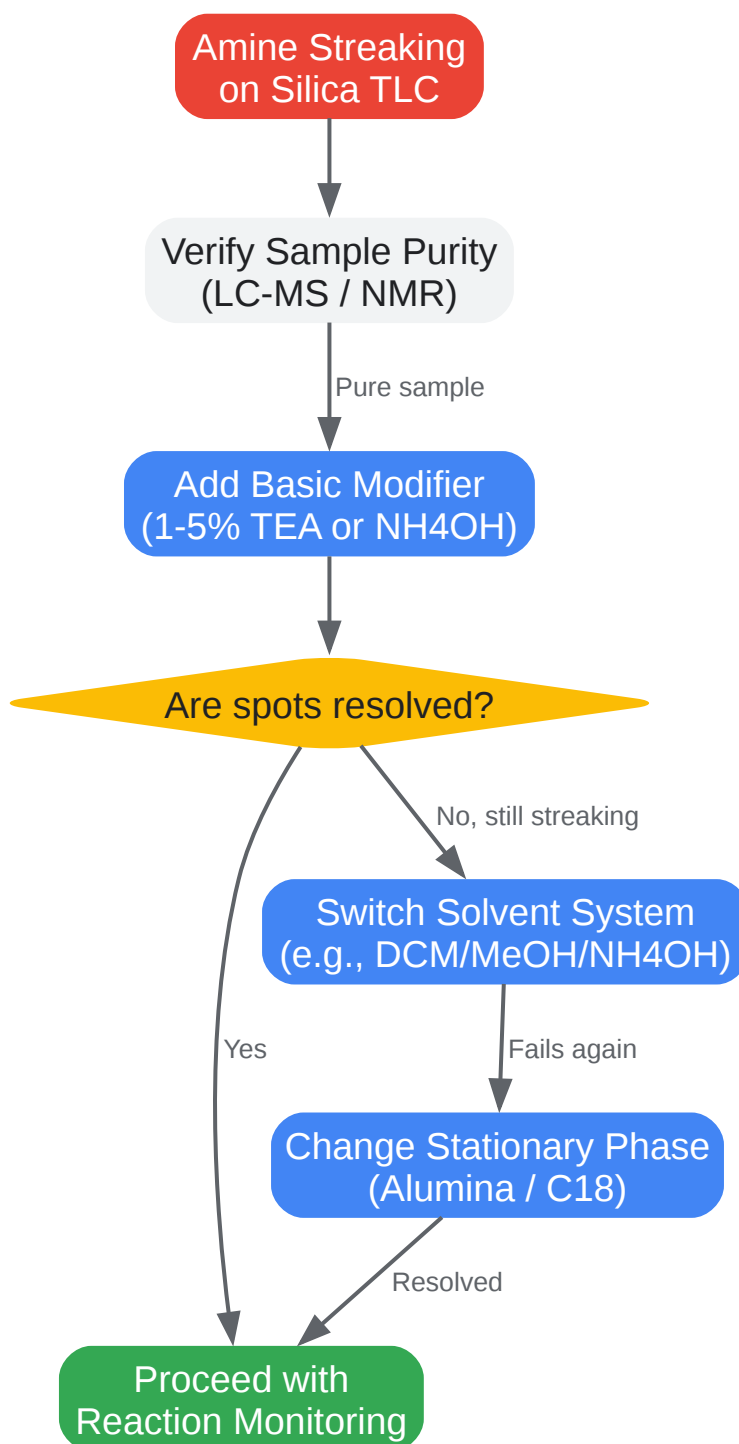 Amine Streaking
on Silica TLC
Verify Sample Purity
(LC-MS / NMR)
Pure sample
Add Basic Modifier
(1-5% TEA or NH4OH)
Are spots resolved?
No, still streaking
Switch Solvent System
(e.g., DCM/MeOH/NH4OH)
Yes
Fails again
Change Stationary Phase
(Alumina / C18)
Resolved
Proceed with
Reaction Monitoring